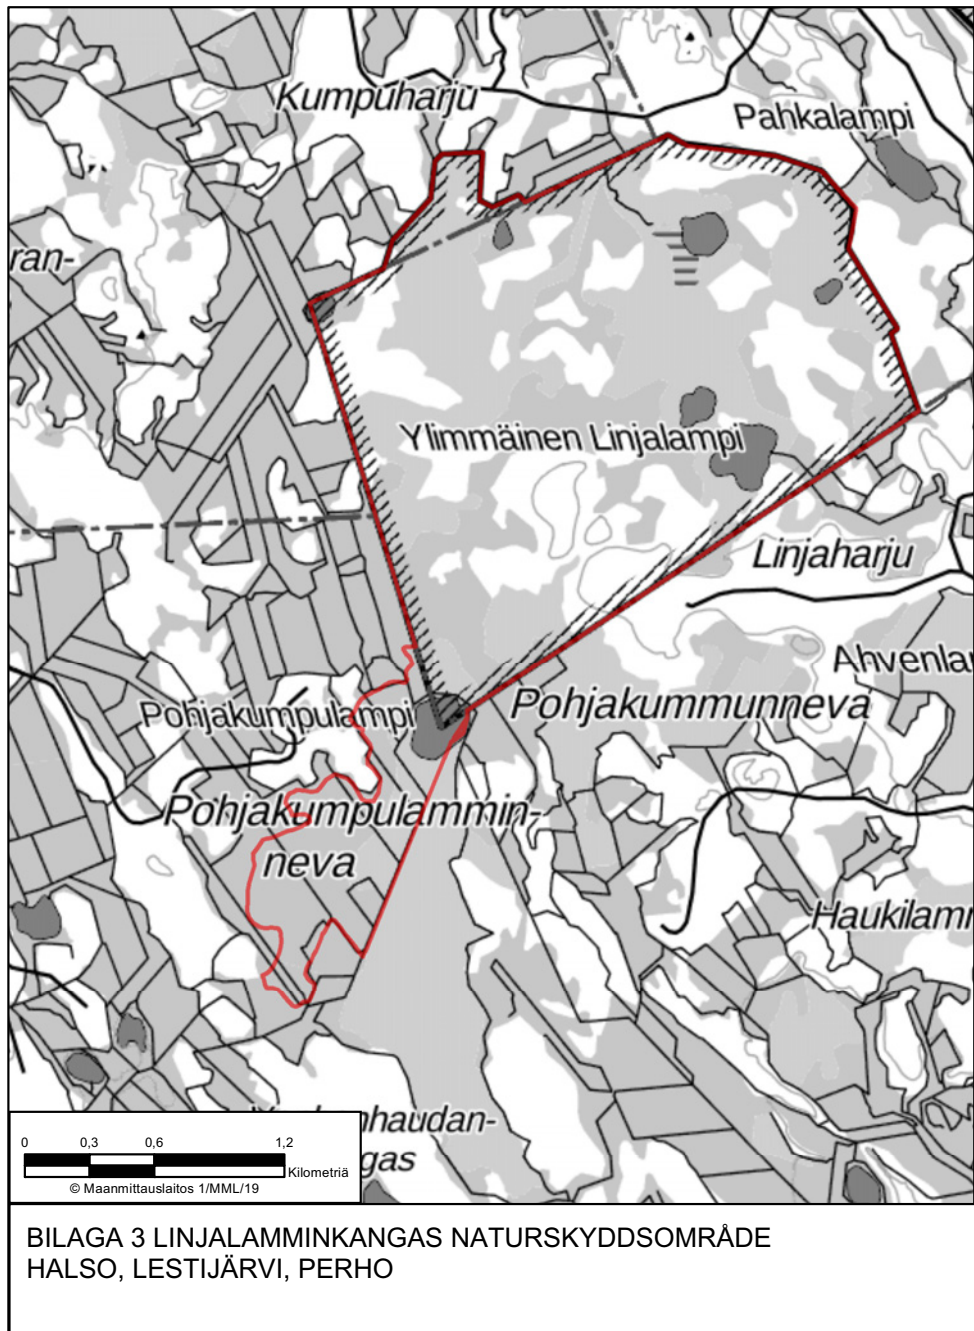 Kumpuharju
Pahkalampi
ran-
Ylimmäinen Linjalampi
Linjaharju
Ahvenla
Pohjakumpulampi
Pohjakummunneva
Pohjakumpulammin-
neva
Haukilam
haudan-
gas
0 0,3 0,6 1,2
Kilometriä
© Maanmittauslaitos 1/MML/19
BILAGA 3 LINJALAMMINKANGAS NATURSKYDDSOMRÅDE
HALSO, LESTIJÄRVI, PERHO